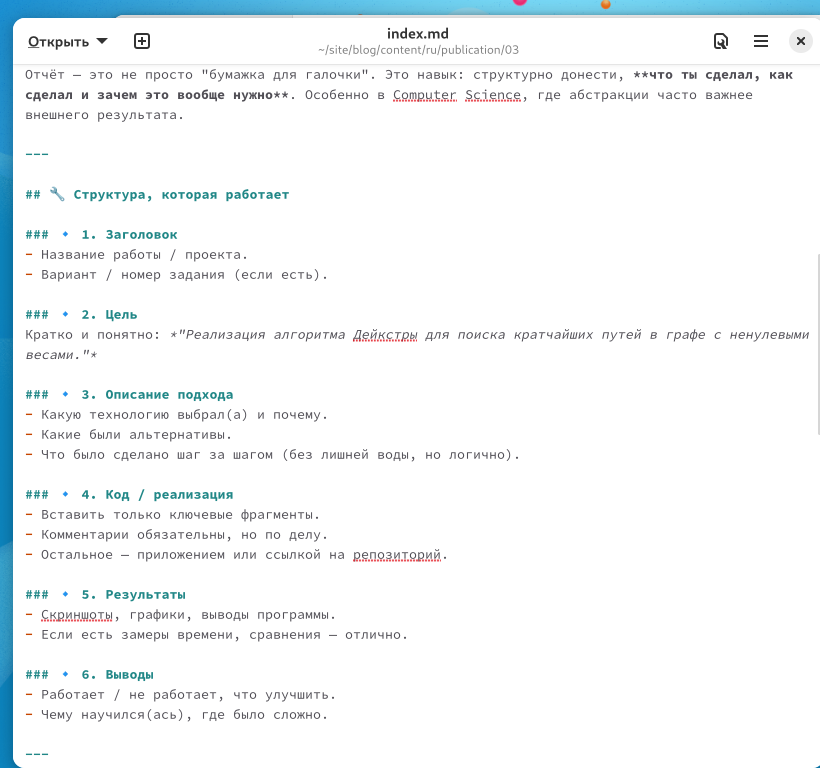 Открыть
index.md
~/site/blog/content/ru/publication/03
Отчёт — это не просто "бумажка для галочки". Это навык: структурно донести, **что ты сделал, как
сделал и зачем это вообще нужно**. Особенно в Computer Science, где абстракции часто важнее
внешнего результата.
---
## 🔧 Структура, которая работает
### 🔹 1. Заголовок
- Название работы / проекта.
- Вариант / номер задания (если есть).
### 🔹 2. Цель
Кратко и понятно: *"Реализация алгоритма Дейкстры для поиска кратчайших путей в графе с ненулевыми
весами."*
### 🔹 3. Описание подхода
- Какую технологию выбрал(а) и почему.
- Какие были альтернативы.
- Что было сделано шаг за шагом (без лишней воды, но логично).
### 🔹 4. Код / реализация
- Вставить только ключевые фрагменты.
- Комментарии обязательны, но по делу.
- Остальное — приложением или ссылкой на репозиторий.
### 🔹 5. Результаты
- Скриншоты, графики, выводы программы.
- Если есть замеры времени, сравнения — отлично.
### 🔹 6. Выводы
- Работает / не работает, что улучшить.
- Чему научился(ась), где было сложно.
---